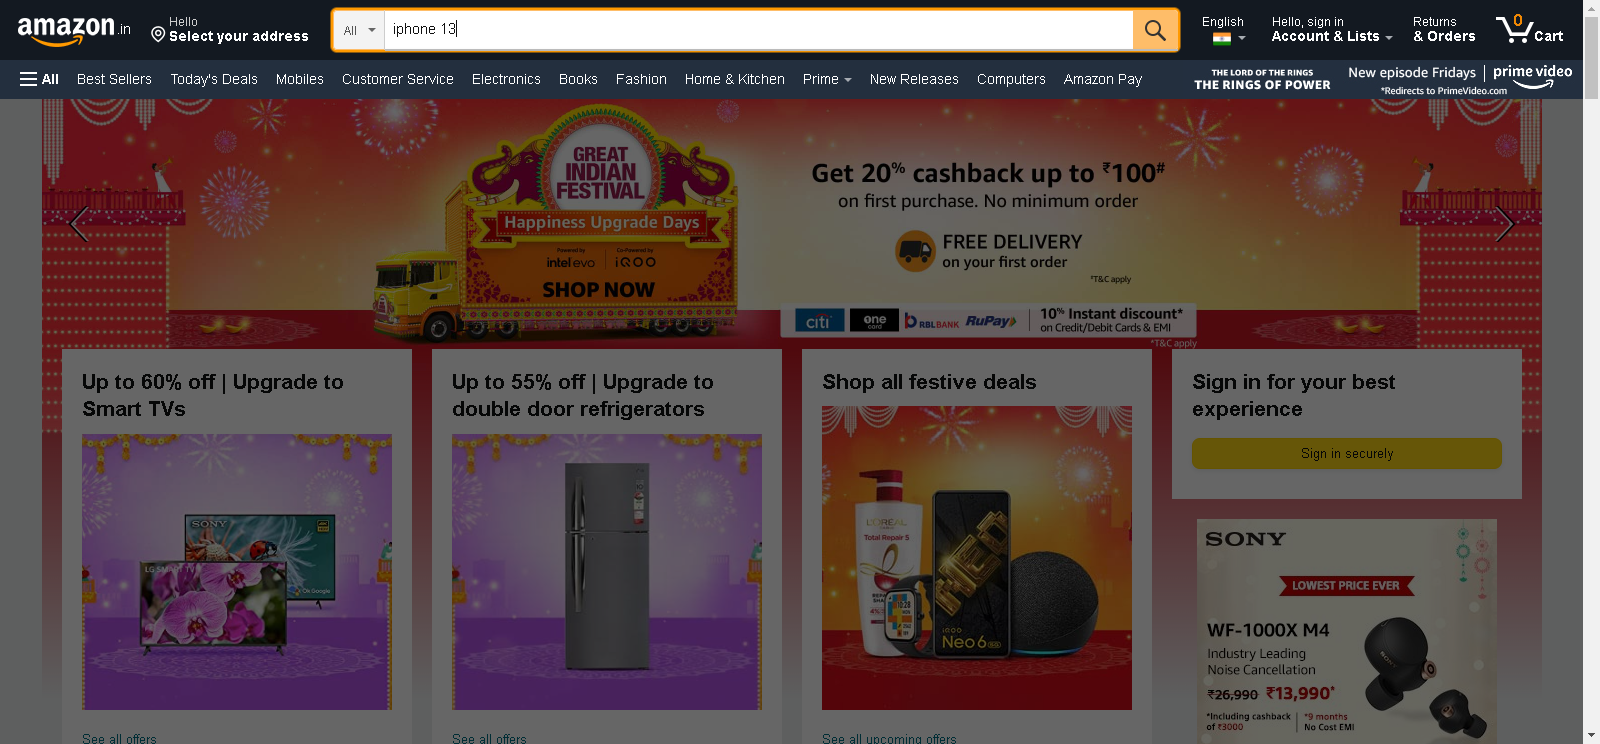 amazon.in
Hello
Select your address
All
iphone 13
English
Hello, sign in
Account & Lists
Returns
& Orders
0
Cart
All
Best Sellers
Today's Deals
Mobiles
Customer Service
Electronics
Books
Fashion
Home & Kitchen
Prime
New Releases
Computers
Amazon Pay
THE LORD OF THE RINGS
THE RINGS OF POWER
New episode Fridays
prime video
*Redirects to PrimeVideo.com
GREAT
INDIAN
FESTIVAL
Happiness Upgrade Days
Powered by
intel evo
Co-Powered by
iQOO
SHOP NOW
Get 20% cashback up to ₹100#
on first purchase. No minimum order
FREE DELIVERY
on your first order
*T&C apply
citi
one
card
RBLBANK
RuPay
10% Instant discount*
on Credit/Debit Cards & EMI
*T&C apply
Up to 60% off | Upgrade to
Smart TVs
SONY
LG SMART TV
Ok Google
See all offers
Up to 55% off | Upgrade to
double door refrigerators
See all offers
Shop all festive deals
L'OREAL
Total Repair 5
10:28
iQOO
Neo 6
See all upcoming offers
Sign in for your best
experience
Sign in securely
SONY
LOWEST PRICE EVER
WF-1000X M4
Industry Leading
Noise Cancellation
₹26,990 ₹13,990*
*Including cashback
of ₹3000
*9 months
No Cost EMI